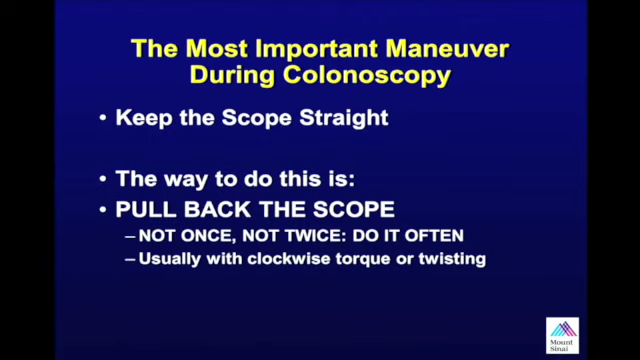 The Most Important Maneuver
During Colonoscopy
• Keep the Scope Straight
• The way to do this is:
• PULL BACK THE SCOPE
– NOT ONCE, NOT TWICE: DO IT OFTEN
– Usually with clockwise torque or twisting
Mount
Sinai